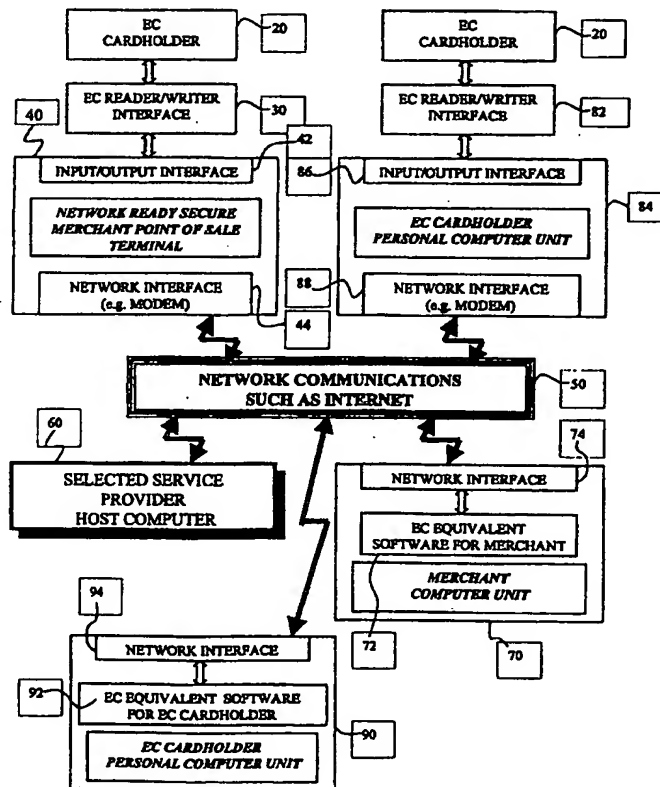 EC
CARDHOLDER
20
EC
CARDHOLDER
20
EC READER/WRITER
INTERFACE
30
EC READER/WRITER
INTERFACE
82
40
42
86
INPUT/OUTPUT INTERFACE
INPUT/OUTPUT INTERFACE
84
NETWORK READY SECURE
MERCHANT POINT OF SALE
TERMINAL
EC CARDHOLDER
PERSONAL COMPUTER UNIT
88
NETWORK INTERFACE
(e.g. MODEM)
NETWORK INTERFACE
(e.g. MODEM)
44
NETWORK COMMUNICATIONS
SUCH AS INTERNET
50
60
SELECTED SERVICE
PROVIDER
HOST COMPUTER
74
NETWORK INTERFACE
EC EQUIVALENT
SOFTWARE FOR MERCHANT
MERCHANT
COMPUTER UNIT
72
70
94
NETWORK INTERFACE
92
EC EQUIVALENT SOFTWARE
FOR EC CARDHOLDER
90
EC CARDHOLDER
PERSONAL COMPUTER UNIT